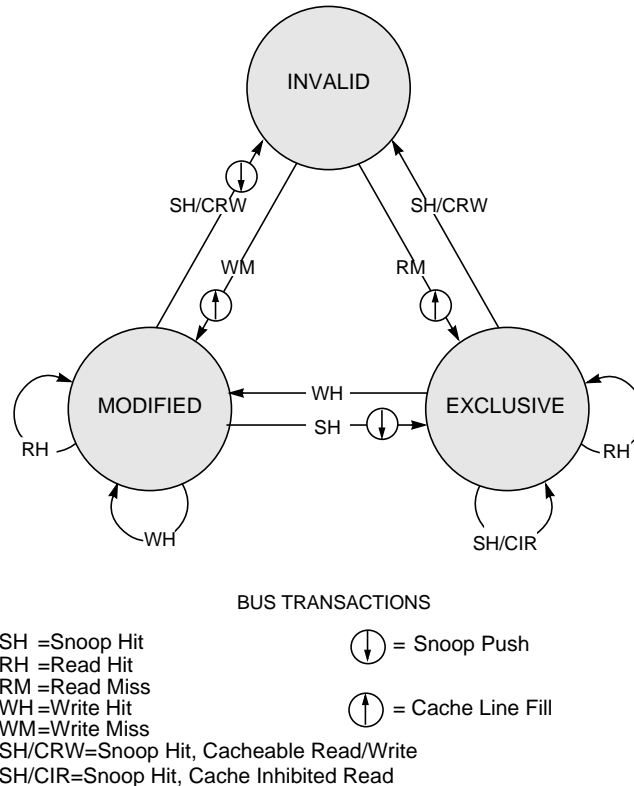 INVALID
SH/CRW
SH/CRW
WM
RM
MODIFIED
WH
EXCLUSIVE
SH
RH
RH
WH
SH/CIR
BUS TRANSACTIONS
SH =Snoop Hit
RH =Read Hit
RM =Read Miss
WH =Write Hit
WM=Write Miss
SH/CRW=Snoop Hit, Cacheable Read/Write
SH/CIR=Snoop Hit, Cache Inhibited Read
= Snoop Push
= Cache Line Fill